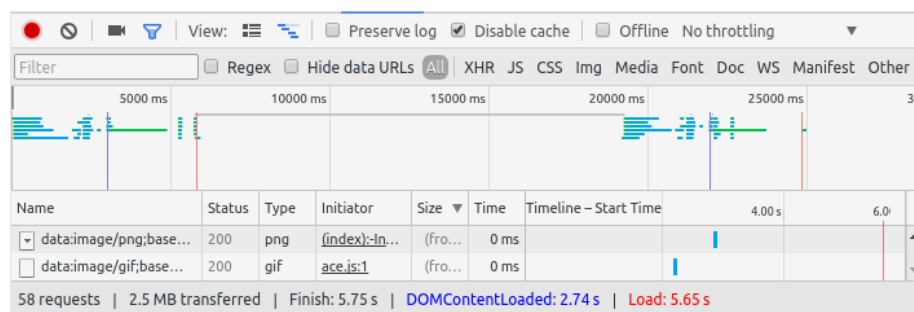 View: Preserve log Disable cache Offline No throttling
Filter Regex Hide data URLs All XHR JS CSS Img Media Font Doc WS Manifest Other
5000 ms 10000 ms 15000 ms 20000 ms 25000 ms 3
Name Status Type Initiator Size Time Timeline – Start Time 4.00 s 6.0
data:image/png;base... 200 png (index):-In... (fro... 0 ms
data:image/gif;base... 200 gif ace.js:1 (fro... 0 ms
58 requests | 2.5 MB transferred | Finish: 5.75 s | DOMContentLoaded: 2.74 s | Load: 5.65 s